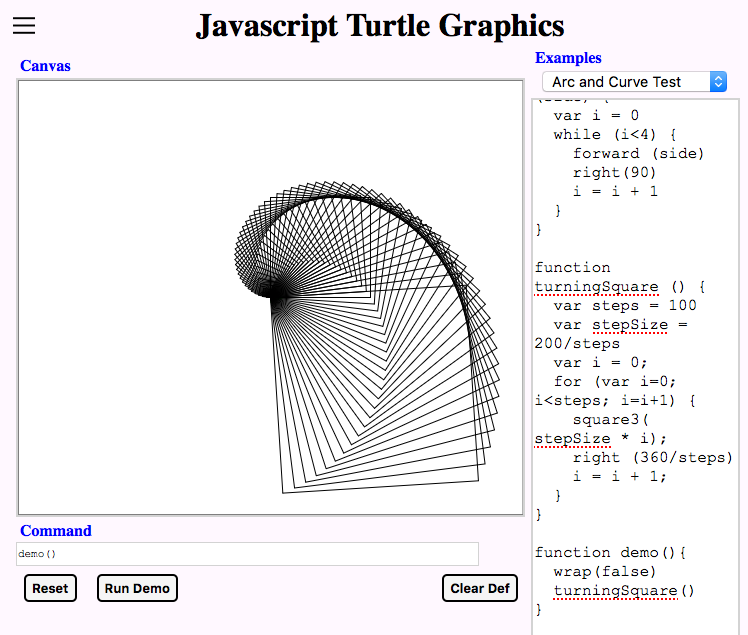 Javascript Turtle Graphics
Canvas
Examples
Arc and Curve Test
var i = 0
while (i<4) {
forward (side)
right(90)
i = i + 1
}
}
function
turningSquare () {
var steps = 100
var stepSize =
200/steps
var i = 0;
for (var i=0;
i<steps; i=i+1) {
square3(
stepSize * i);
right (360/steps)
i = i + 1;
}
}
function demo(){
wrap(false)
turningSquare()
}
Command
demo()
Reset
Run Demo
Clear Def